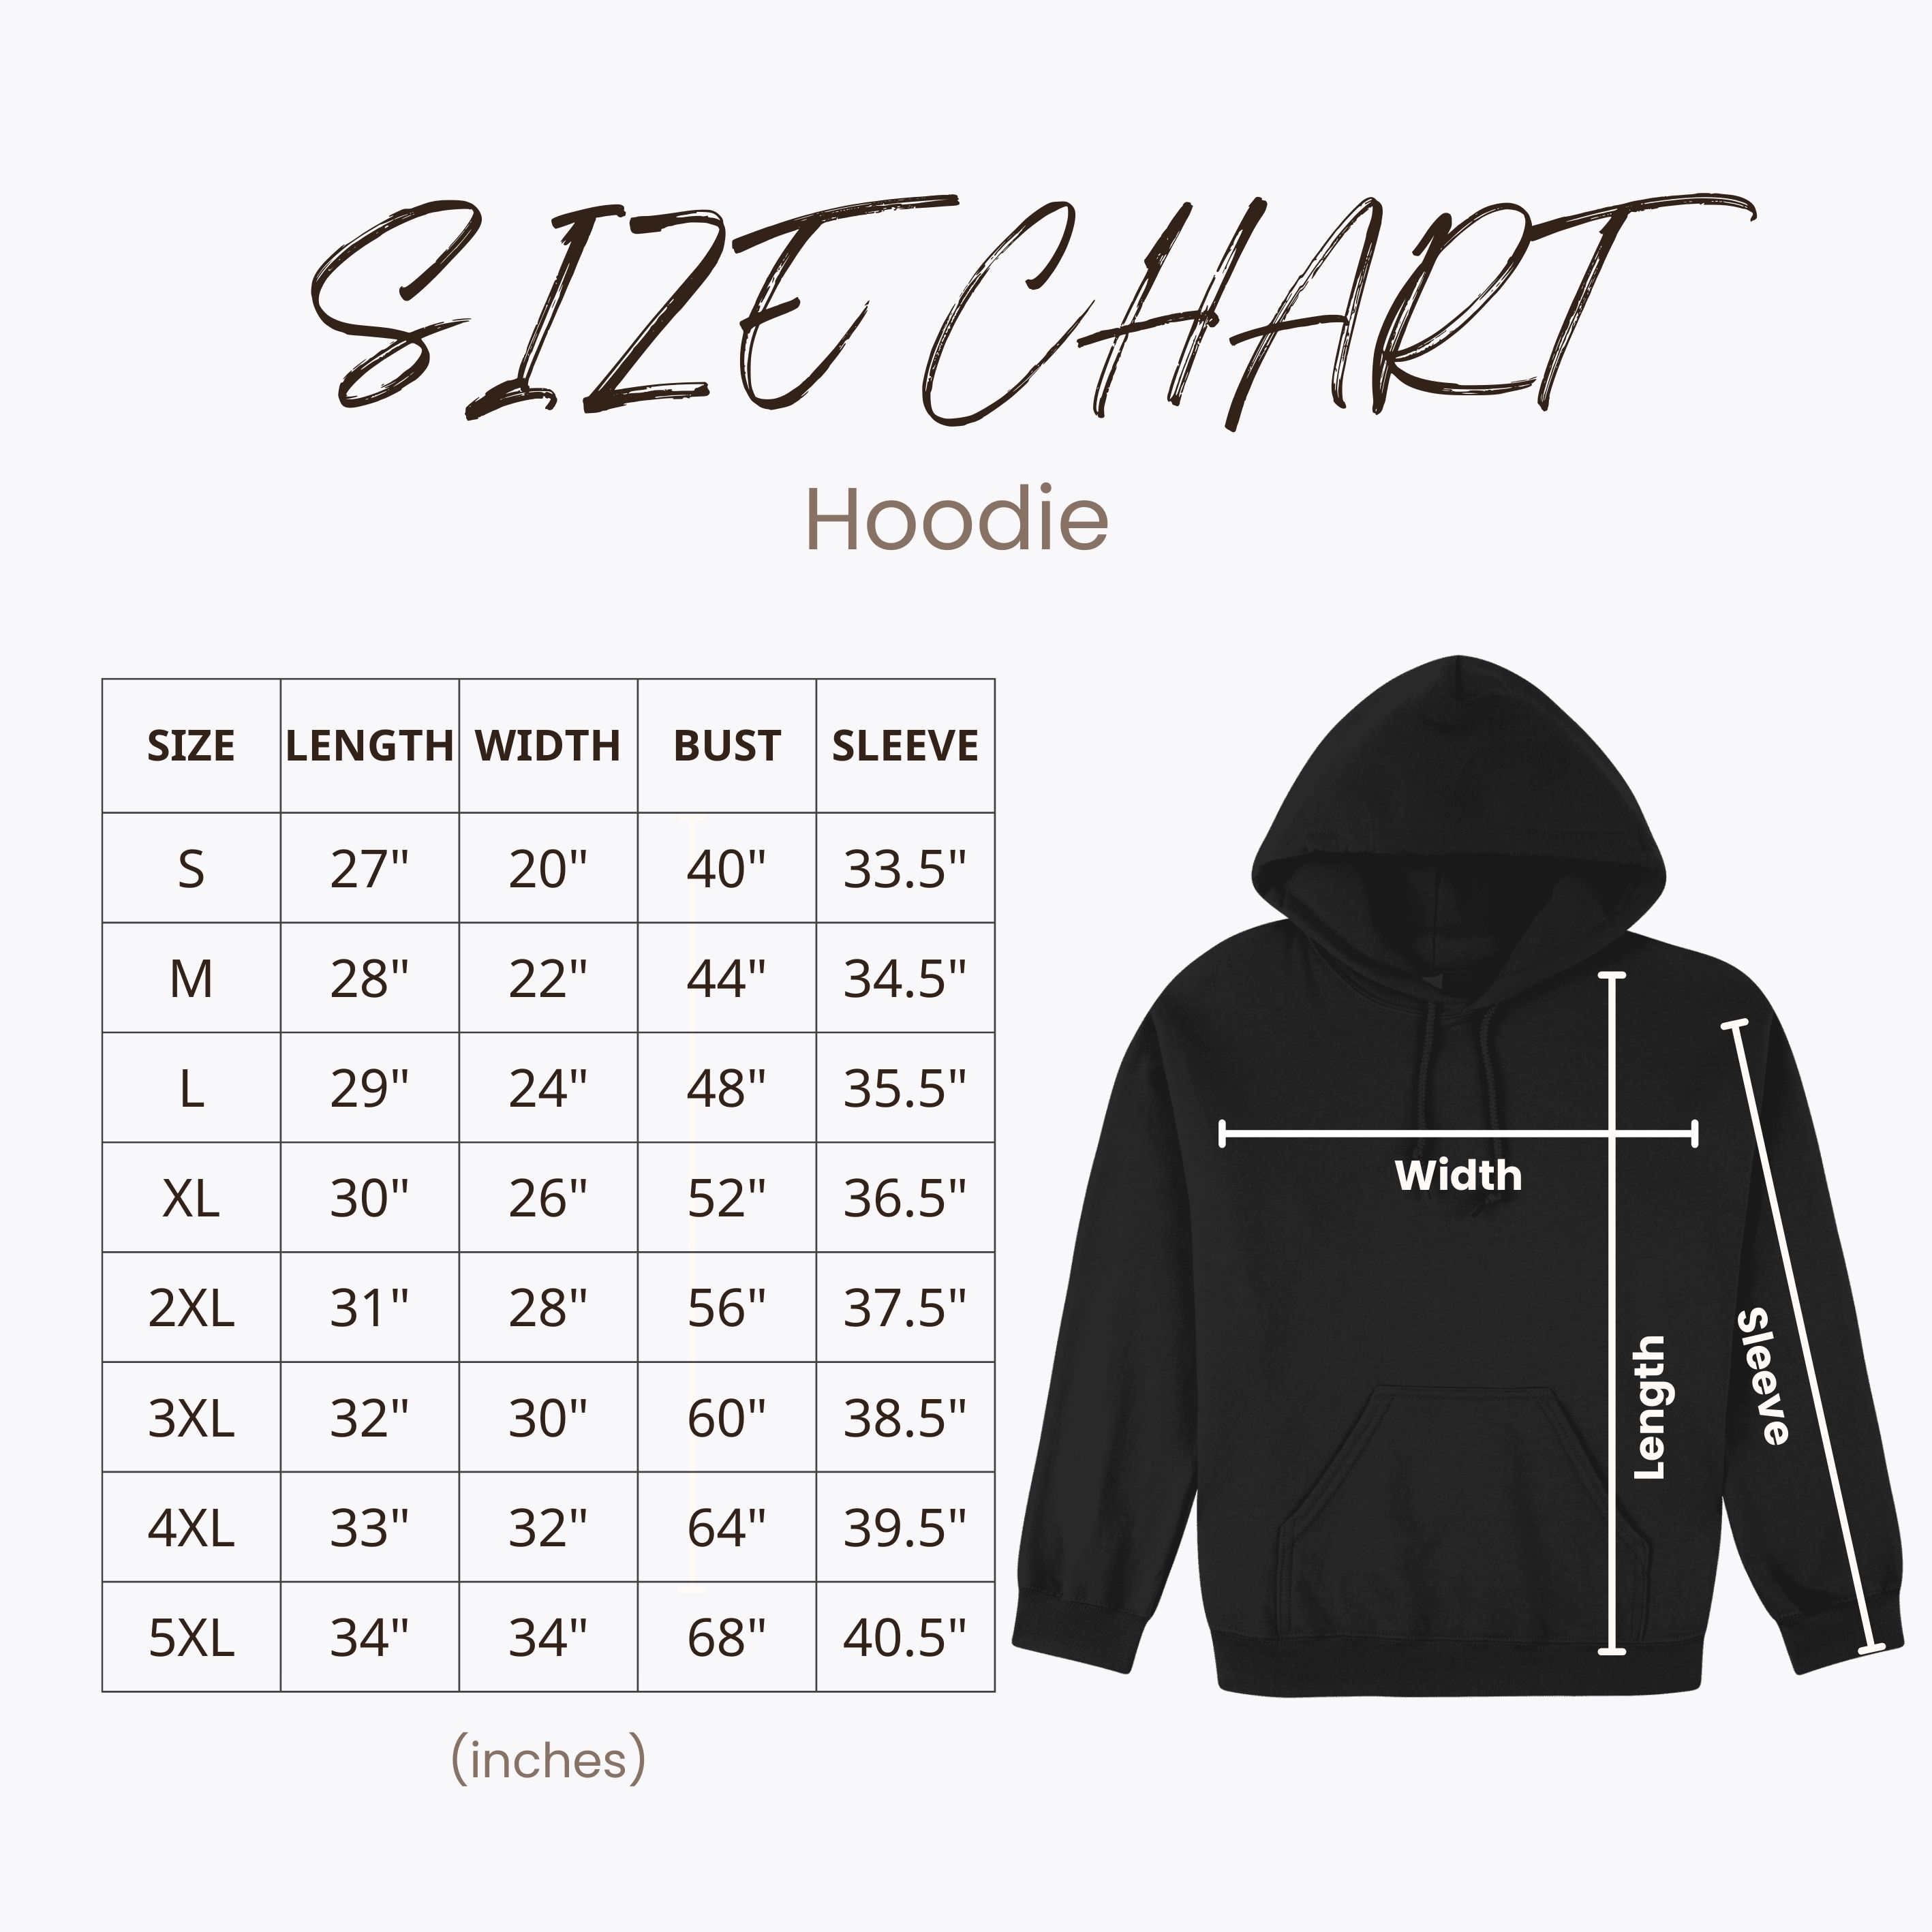 SIZE CHART
Hoodie
SIZE LENGTH WIDTH BUST SLEEVE
S 27" 20" 40" 33.5"
M 28" 22" 44" 34.5"
L 29" 24" 48" 35.5"
XL 30" 26" 52" 36.5"
2XL 31" 28" 56" 37.5"
3XL 32" 30" 60" 38.5"
4XL 33" 32" 64" 39.5"
5XL 34" 34" 68" 40.5"
(inches)
Width
Length
Sleeve